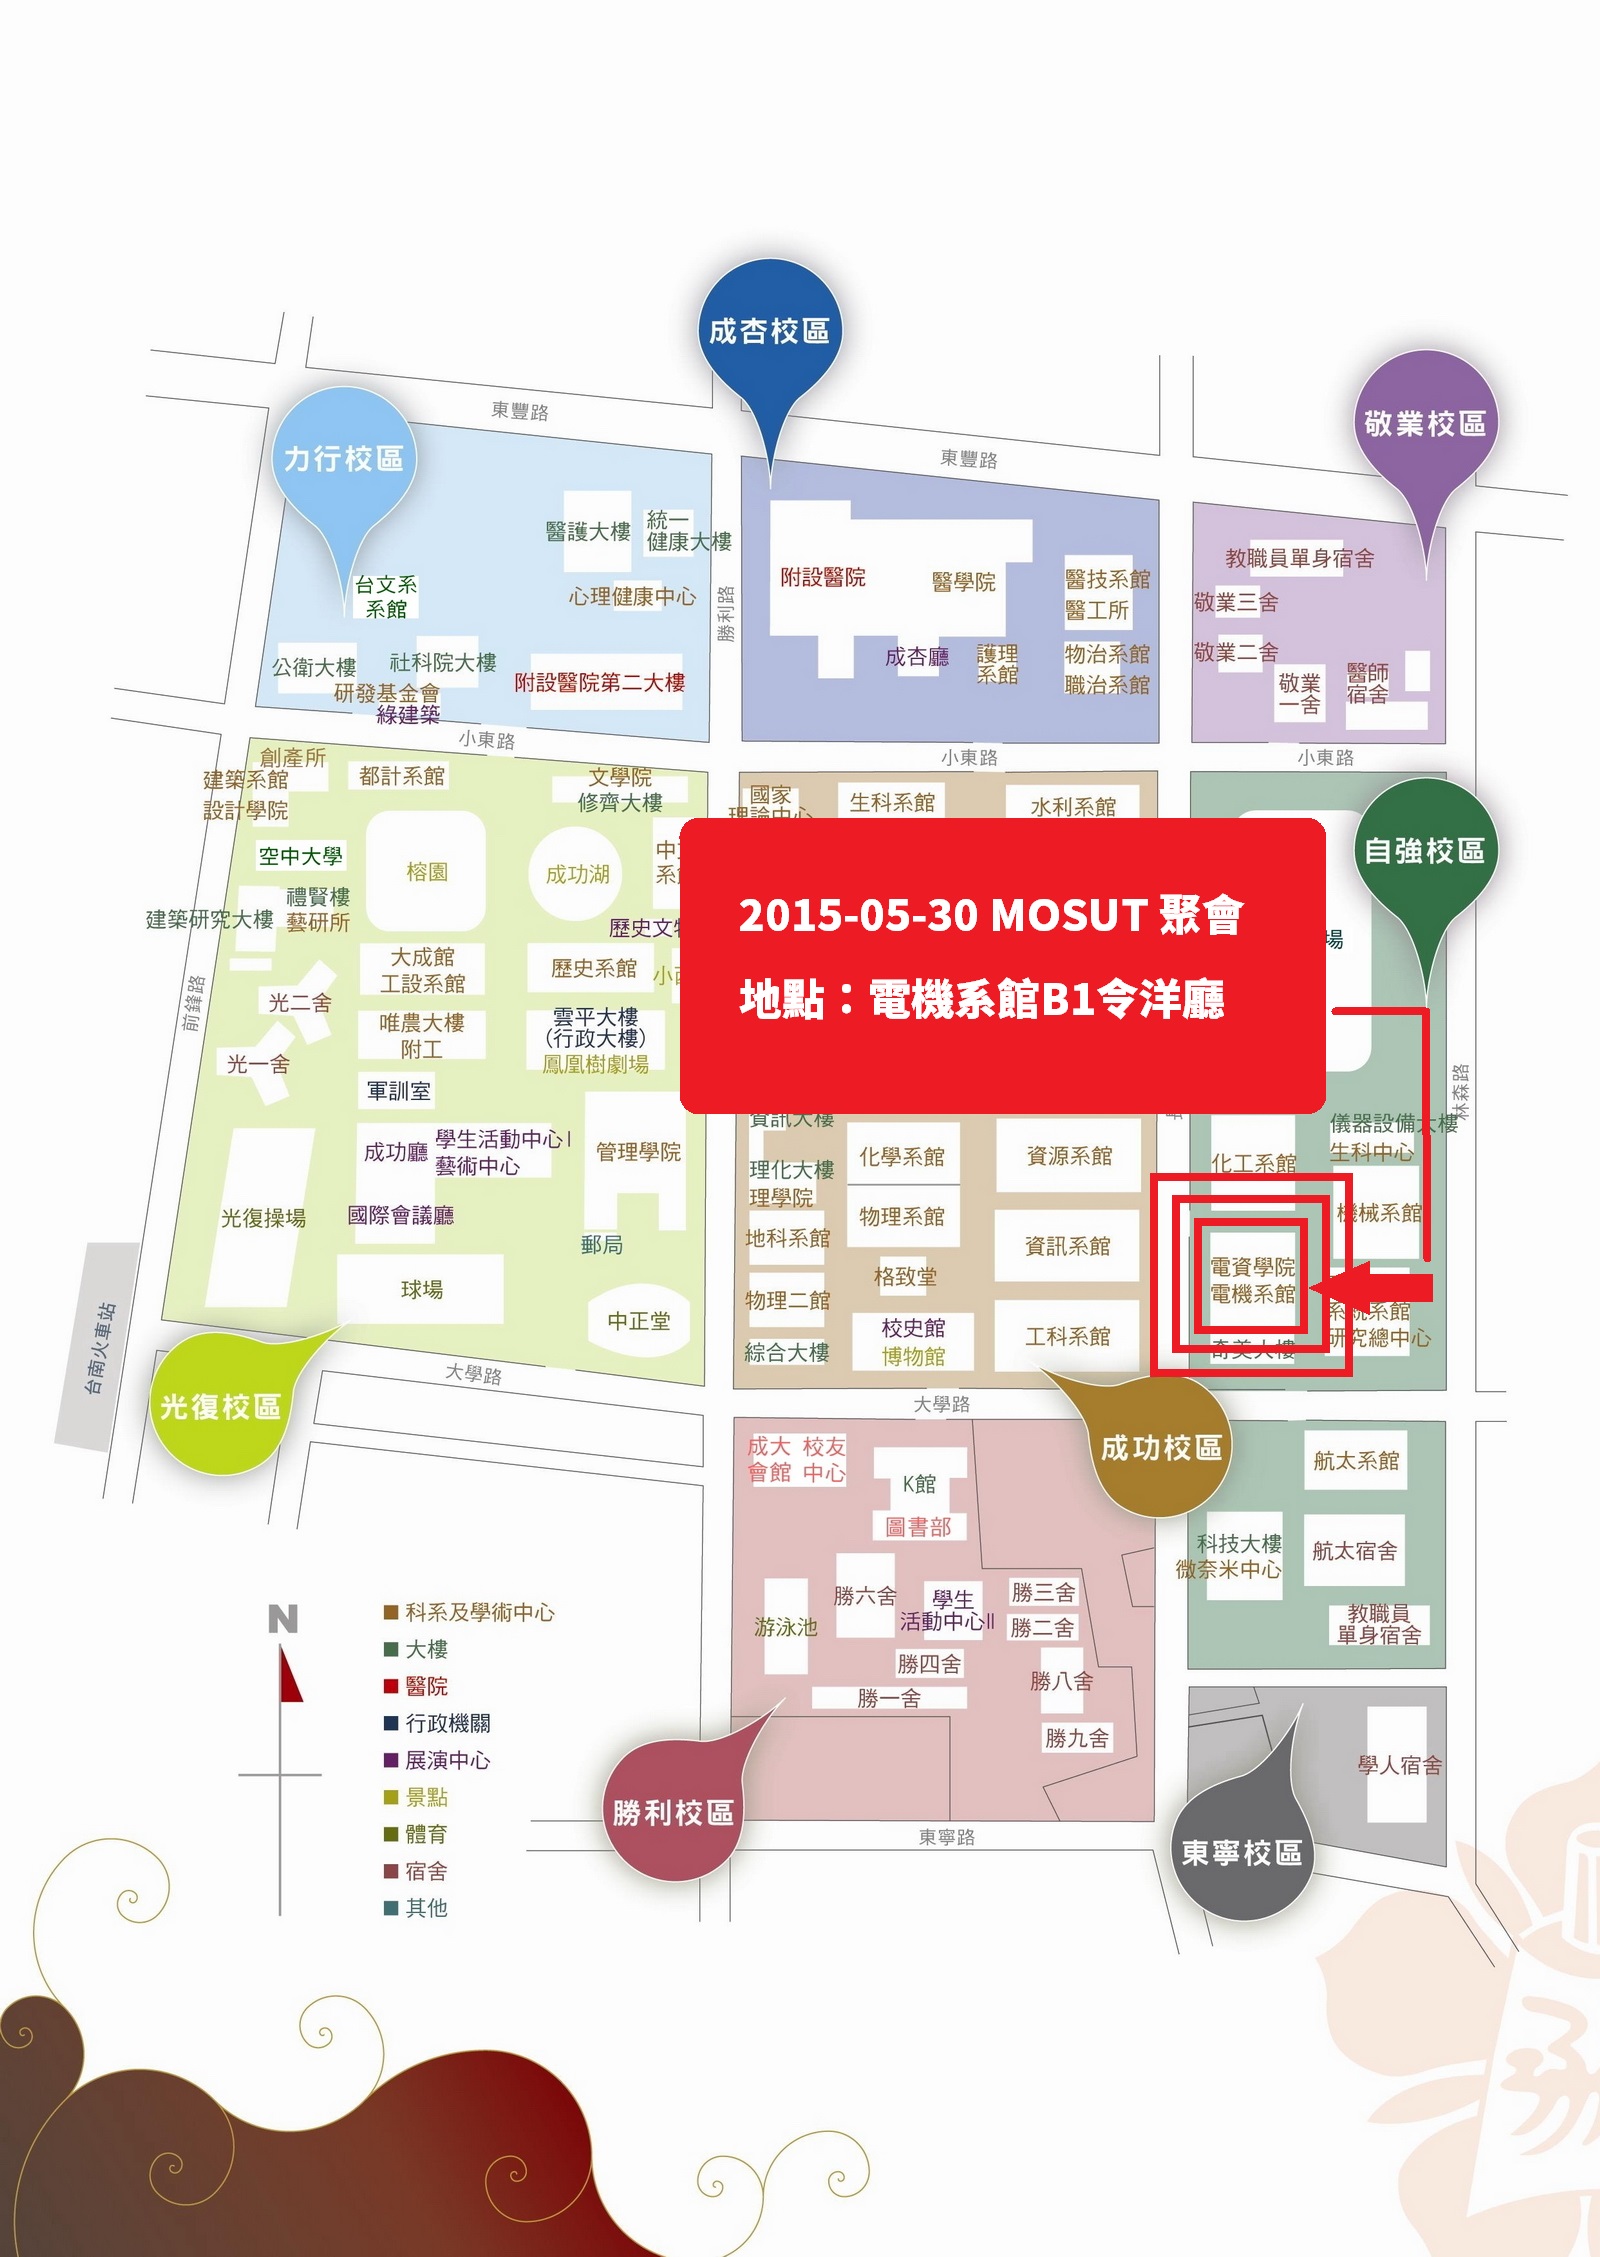 成杏校區
敬業校區
力行校區
東豐路
東豐路
醫護大樓
統一
健康大樓
心理健康中心
台文系
系館
公衛大樓
社科院大樓
研發基金會
綠建築
附設醫院第二大樓
勝利路
附設醫院
醫學院
醫技系館
醫工所
成杏廳
護理
系館
物治系館
職治系館
教職員單身宿舍
敬業三舍
敬業二舍
敬業
一舍
醫師
宿舍
小東路
小東路
小東路
創產所
建築系館
設計學院
都計系館
文學院
修齊大樓
國家
理論中心
生科系館
水利系館
自強校區
空中大學
榕園
成功湖
中
系
禮賢樓
藝研所
建築研究大樓
歷史文
2015-05-30 MOSUT 聚會
地點：電機系館B1令洋廳
場
大成館
工設系館
歷史系館
小
光二舍
唯農大樓
附工
雲平大樓
(行政大樓)
鳳凰樹劇場
前鋒路
光一舍
軍訓室
林森路
成功廳
學生活動中心I
藝術中心
管理學院
資訊大樓
化學系館
資源系館
化工系館
儀器設備大樓
生科中心
理化大樓
理學院
物理系館
機械系館
光復操場
國際會議廳
郵局
地科系館
資訊系館
電資學院
電機系館
球場
格致堂
物理二館
中正堂
校史館
博物館
工科系館
系統系館
研究總中心
奇美大樓
綜合大樓
台南火車站
大學路
大學路
光復校區
成功校區
成大
會館
校友
中心
K館
圖書部
航太系館
科技大樓
微奈米中心
航太宿舍
勝六舍
學生
活動中心II
勝三舍
勝二舍
游泳池
教職員
單身宿舍
勝四舍
勝八舍
勝一舍
勝九舍
學人宿舍
勝利校區
東寧路
東寧校區
N
科系及學術中心
大樓
醫院
行政機關
展演中心
景點
體育
宿舍
其他